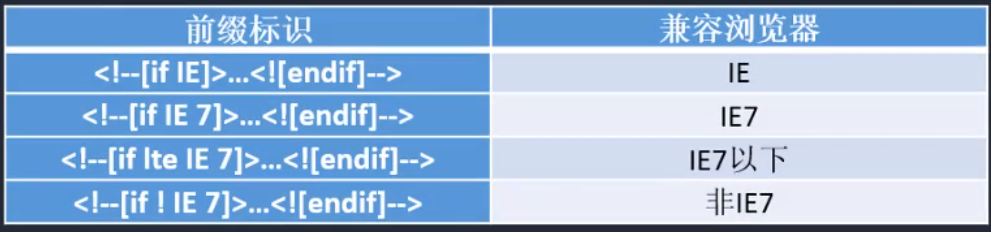 前缀标识 兼容浏览器
<!--[if IE]>...<![endif]--> IE
<!--[if IE 7]>...<![endif]--> IE7
<!--[if lte IE 7]>...<![endif]--> IE7以下
<!--[if ! IE 7]>...<![endif]--> 非IE7